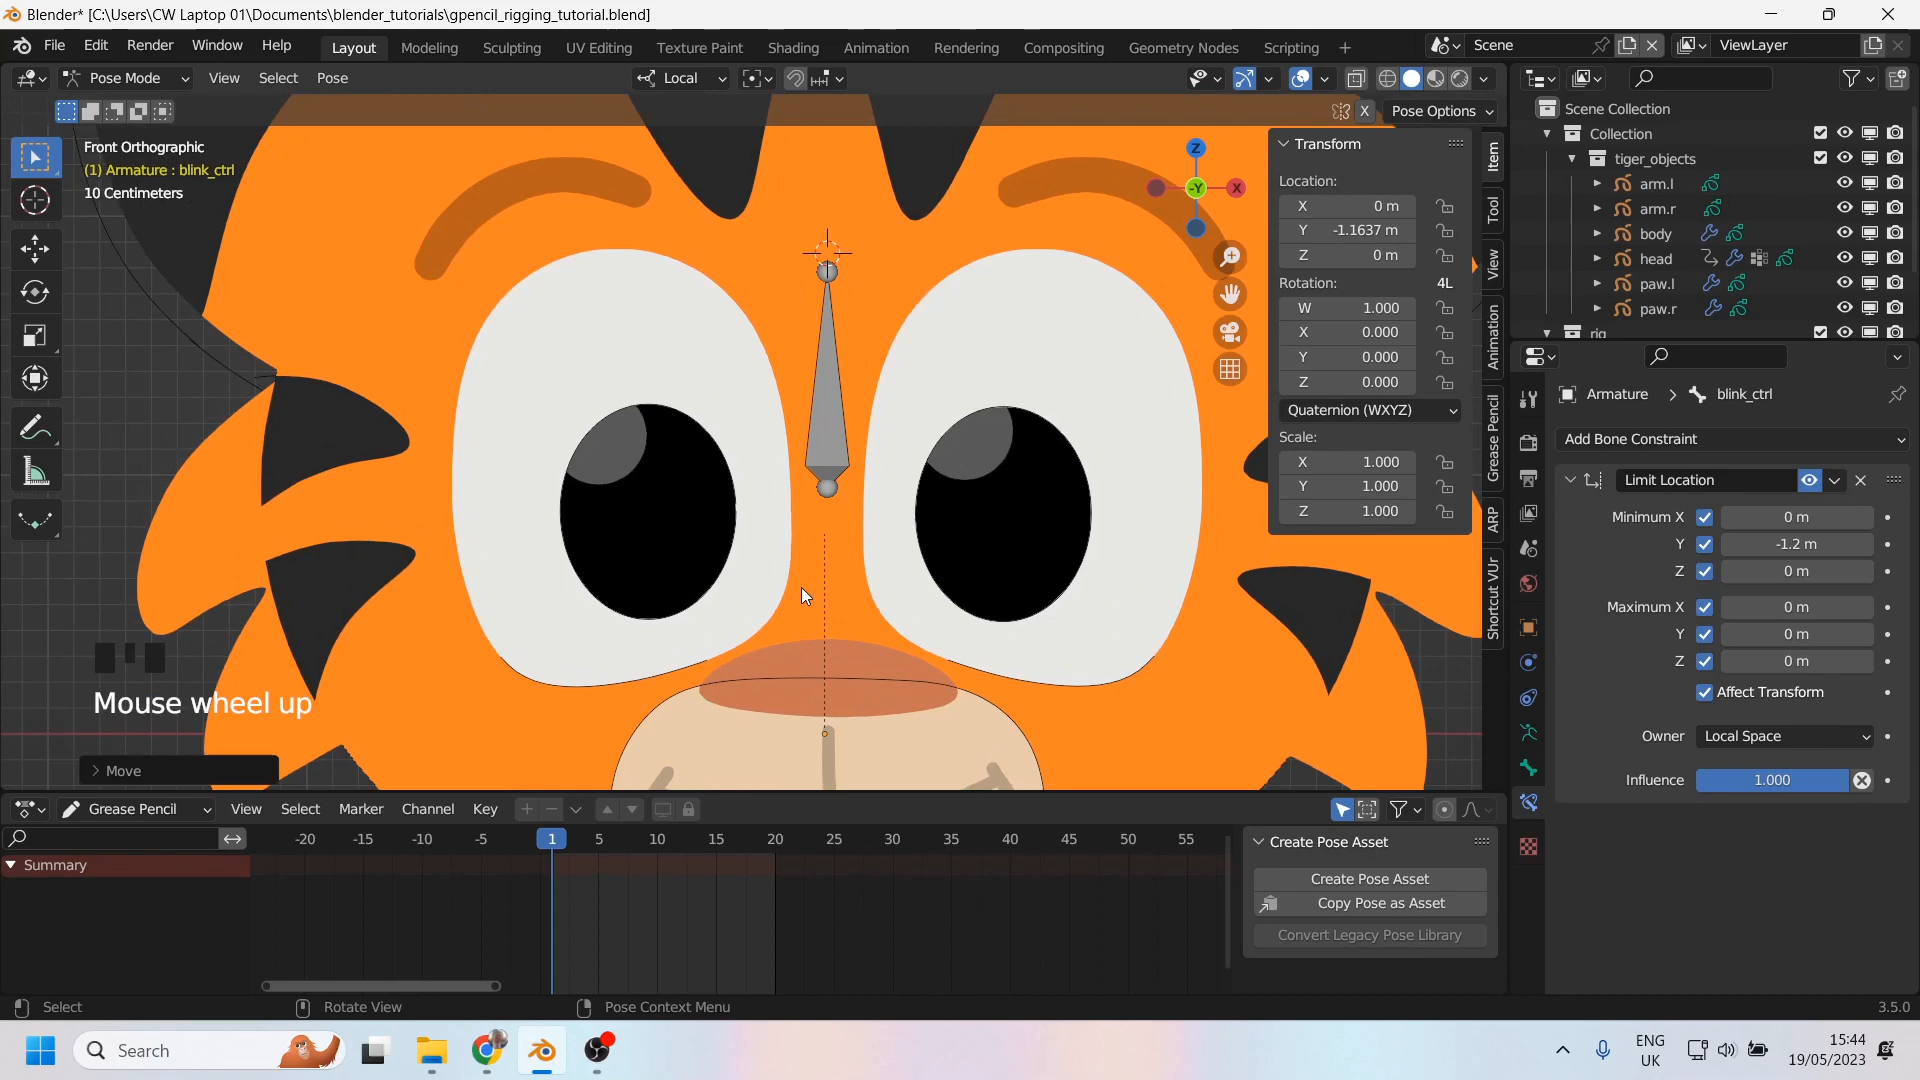 Blender* [C:\Users\CW Laptop 01\Documents\blender_tutorials\gpencil_rigging_tutorial.blend]
File Edit Render Window Help Layout Modeling Sculpting UV Editing Texture Paint Shading Animation Rendering Compositing Geometry Nodes Scripting + Scene ViewLayer
Pose Mode View Select Pose Local
X Pose Options
Front Orthographic
(1) Armature : blink_ctrl
10 Centimeters
Z
-Y
X
Transform
Location:
X 0 m
Y -1.1637 m
Z 0 m
Rotation: 4L
W 1.000
X 0.000
Y 0.000
Z 0.000
Quaternion (WXYZ)
Scale:
X 1.000
Y 1.000
Z 1.000
Item
Tool
View
Animation
Grease Pencil
ARP
Shortcut VUr
Scene Collection
Collection
tiger_objects
arm.l
arm.r
body
head
paw.l
paw.r
rig
Armature > blink_ctrl
Add Bone Constraint
Limit Location
Minimum X 0 m
Y -1.2 m
Z 0 m
Maximum X 0 m
Y 0 m
Z 0 m
Affect Transform
Owner Local Space
Influence 1.000
Mouse wheel up
Move
Grease Pencil View Select Marker Channel Key
-20 -15 -10 -5 1 5 10 15 20 25 30 35 40 45 50 55
Summary
Create Pose Asset
Create Pose Asset
Copy Pose as Asset
Convert Legacy Pose Library
Select Rotate View Pose Context Menu 3.5.0
Search
ENG
UK
15:44
19/05/2023